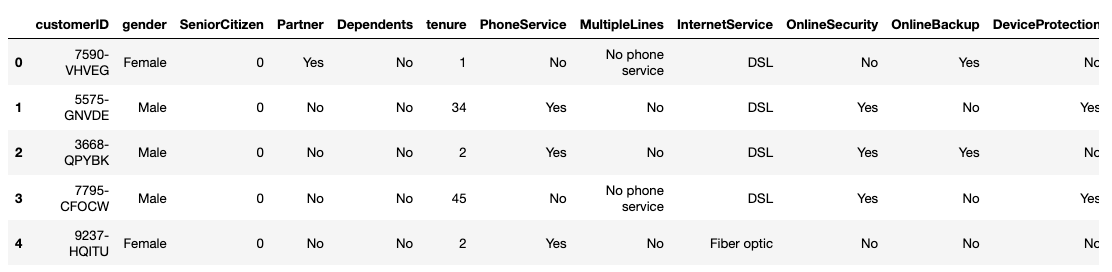 customerID gender SeniorCitizen Partner Dependents tenure PhoneService MultipleLines InternetService OnlineSecurity OnlineBackup DeviceProtection
0 7590-VHVEG Female 0 Yes No 1 No No phone service DSL No Yes No
1 5575-GNVDE Male 0 No No 34 Yes No DSL Yes No Yes
2 3668-QPYBK Male 0 No No 2 Yes No DSL Yes Yes No
3 7795-CFOCW Male 0 No No 45 No No phone service DSL Yes No Yes
4 9237-HQITU Female 0 No No 2 Yes No Fiber optic No No No